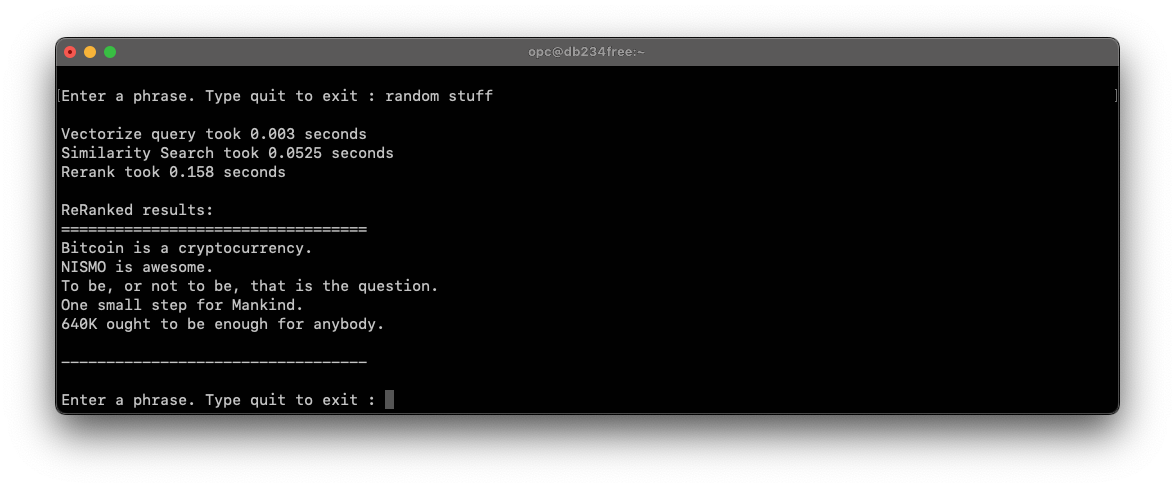 opc@db234free:~
[Enter a phrase. Type quit to exit : random stuff ]
Vectorize query took 0.003 seconds
Similarity Search took 0.0525 seconds
Rerank took 0.158 seconds
ReRanked results:
==================================
Bitcoin is a cryptocurrency.
NISMO is awesome.
To be, or not to be, that is the question.
One small step for Mankind.
640K ought to be enough for anybody.
----------------------------------
Enter a phrase. Type quit to exit :